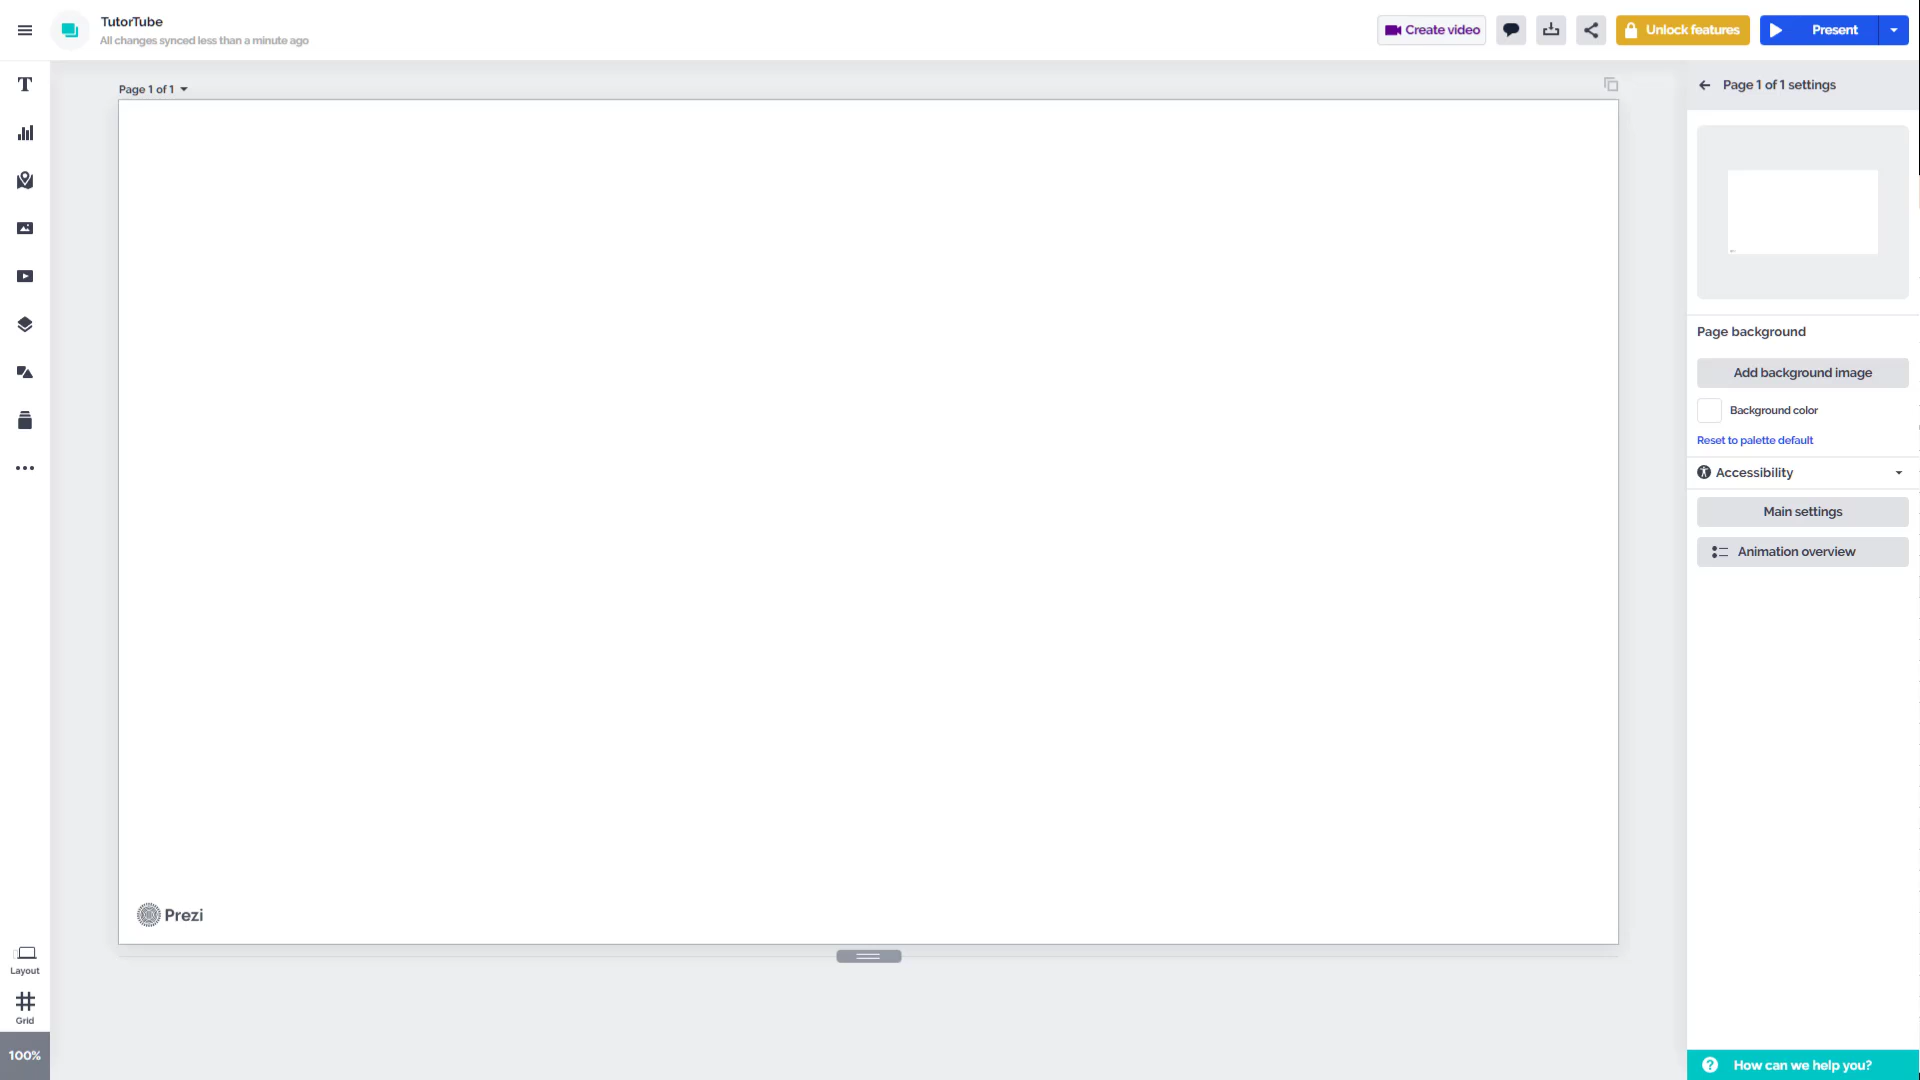 TutorTube
All changes synced less than a minute ago
Create video
Unlock features
Present
Page 1 of 1
Page 1 of 1 settings
Page background
Add background image
Background color
Reset to palette default
Accessibility
Main settings
Animation overview
Prezi
Layout
Grid
100%
How can we help you?